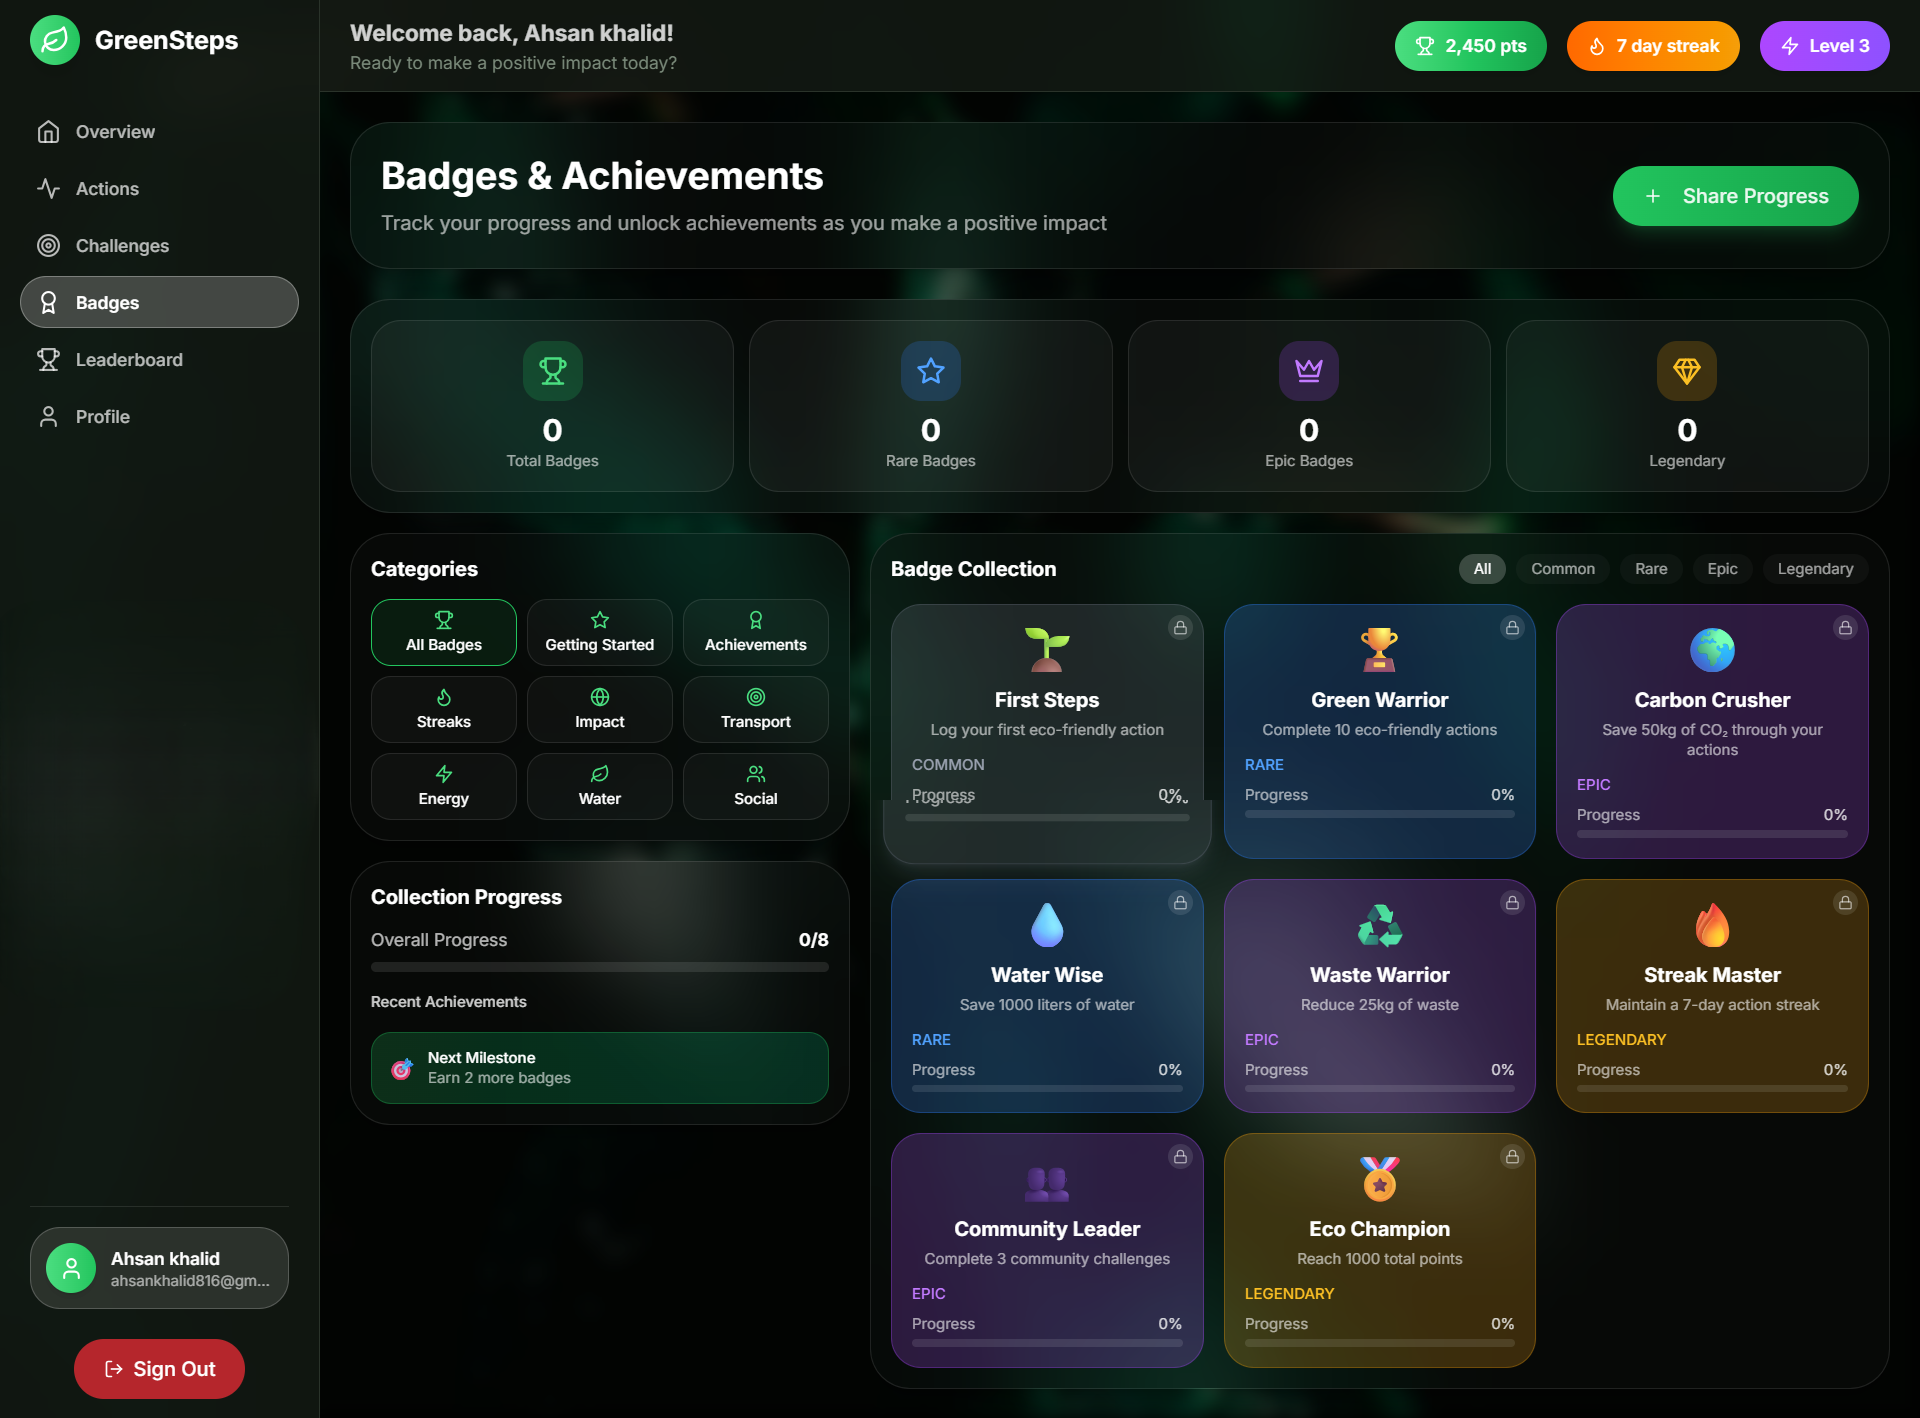 GreenSteps
Overview
Actions
Challenges
Badges
Leaderboard
Profile
Ahsan khalid
ahsankhalid816@gm...
Sign Out
Welcome back, Ahsan khalid!
Ready to make a positive impact today?
2,450 pts
7 day streak
Level 3
Badges & Achievements
Track your progress and unlock achievements as you make a positive impact
+ Share Progress
0
Total Badges
0
Rare Badges
0
Epic Badges
0
Legendary
Categories
All Badges
Getting Started
Achievements
Streaks
Impact
Transport
Energy
Water
Social
Collection Progress
Overall Progress 0/8
Recent Achievements
Next Milestone
Earn 2 more badges
Badge Collection
All Common Rare Epic Legendary
First Steps
Log your first eco-friendly action
COMMON
Progress 0%
Green Warrior
Complete 10 eco-friendly actions
RARE
Progress 0%
Carbon Crusher
Save 50kg of CO₂ through your
actions
EPIC
Progress 0%
Water Wise
Save 1000 liters of water
RARE
Progress 0%
Waste Warrior
Reduce 25kg of waste
EPIC
Progress 0%
Streak Master
Maintain a 7-day action streak
LEGENDARY
Progress 0%
Community Leader
Complete 3 community challenges
EPIC
Progress 0%
Eco Champion
Reach 1000 total points
LEGENDARY
Progress 0%